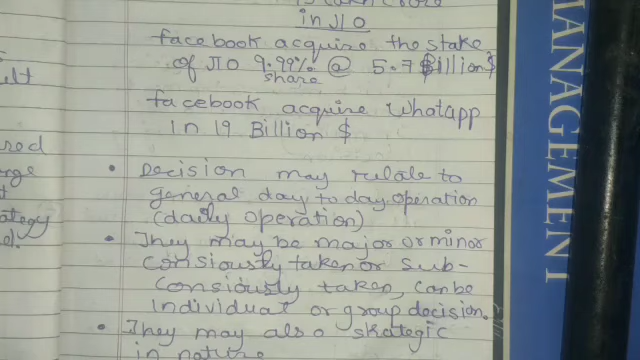 in JIO
facebook acquire the stake
of JIO 9.99% @ 5.7 Billion $
share
facebook acquire Whatapp
in 19 Billion $
• Decision may relate to
general day to day operation
(daily operation)
• They may be major or minor
consiously taken or sub-
consiously taken, can be
individual or group decision.
• They may also skategic
in nature
MANAGEMENT
ered